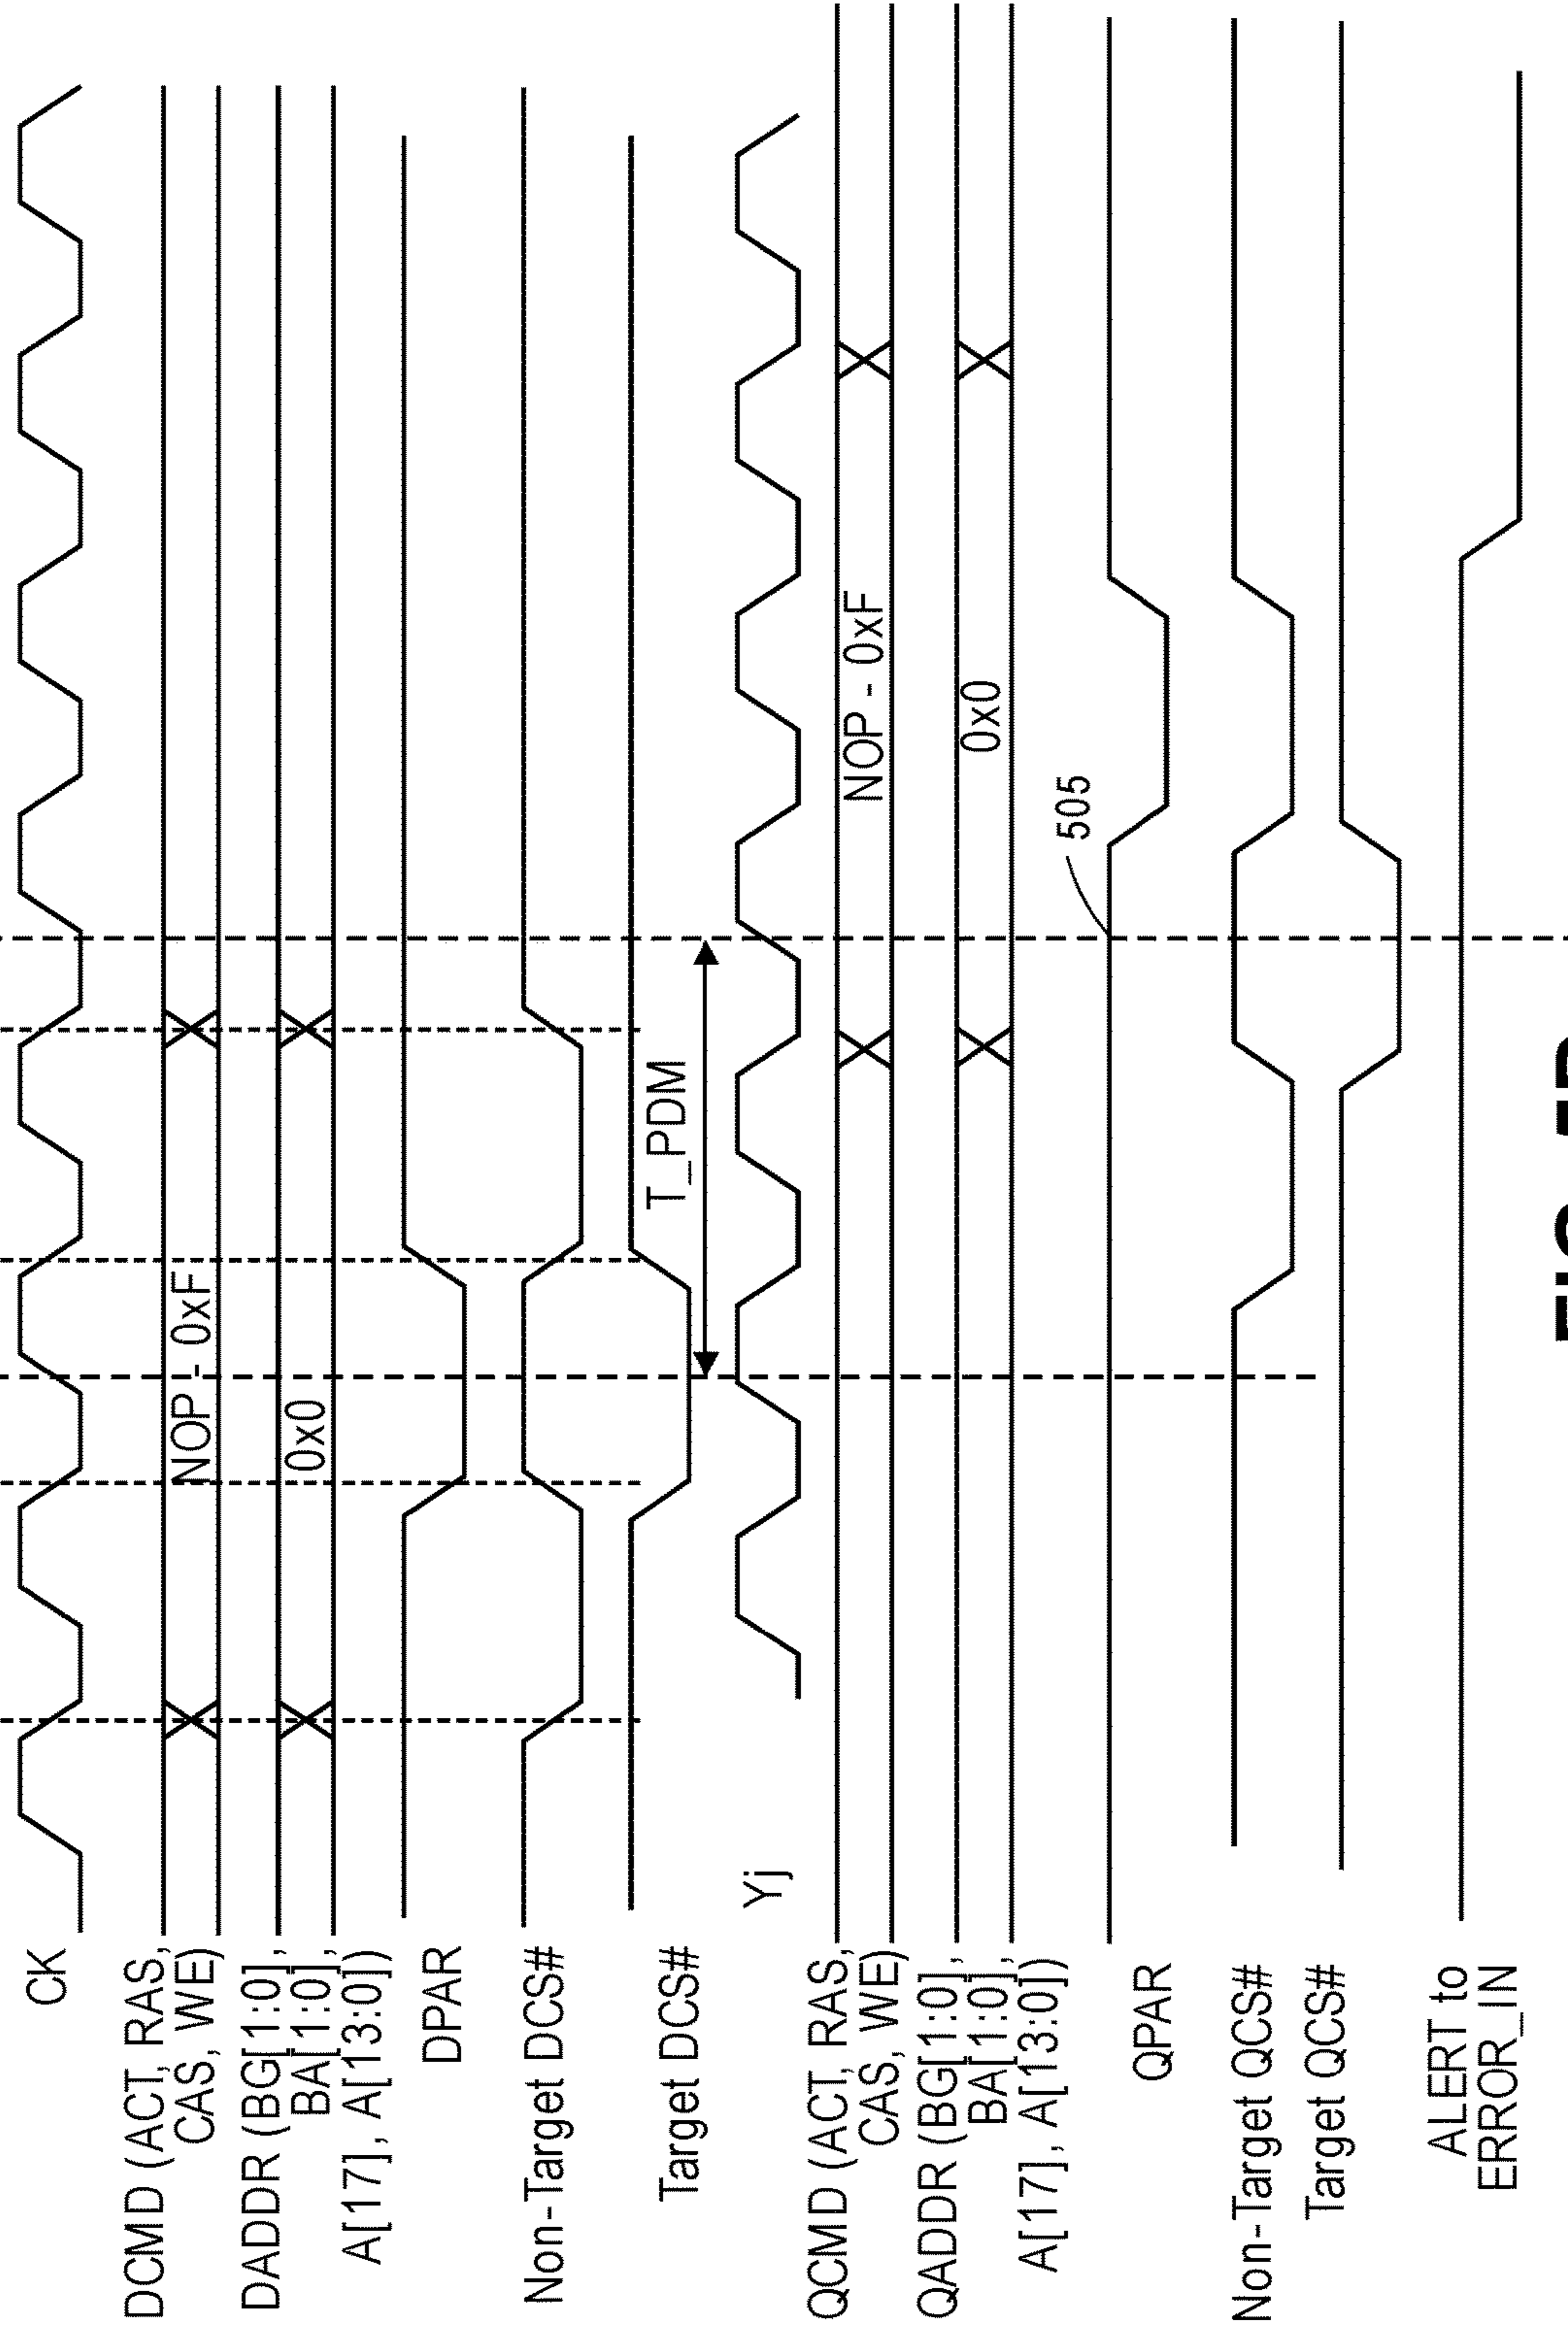 CK
DCMD (ACT, RAS,
CAS, WE)
NOP - 0xF
DADDR (BG[1:0],
BA[1:0],
A[17], A[13:0])
0x0
DPAR
Non-Target DCS#
Target DCS#
T_PDM
Yj
QCMD (ACT, RAS,
CAS, WE)
NOP - 0xF
QADDR (BG[1:0],
BA[1:0],
A[17], A[13:0])
0x0
505
QPAR
Non-Target QCS#
Target QCS#
ALERT to
ERROR_IN